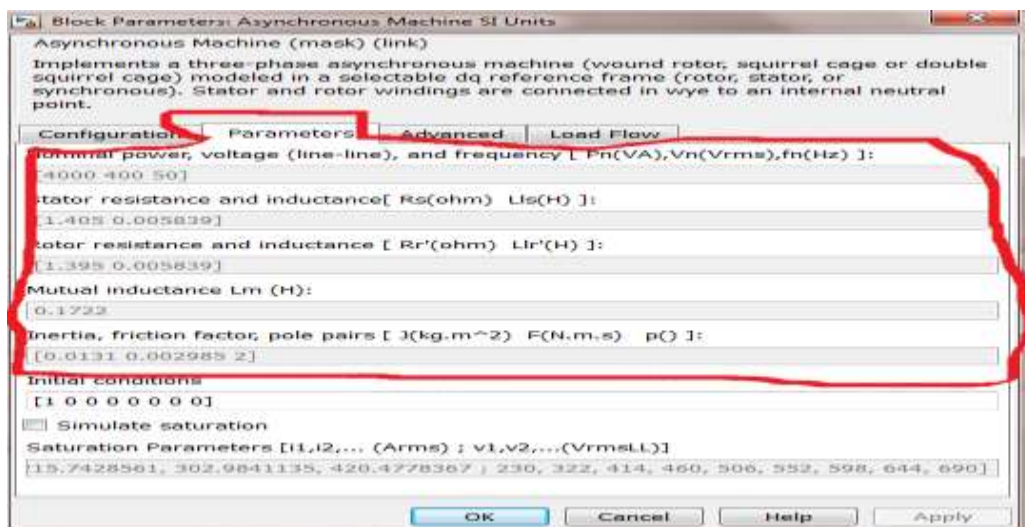 Block Parameters: Asynchronous Machine SI Units
Asynchronous Machine (mask) (link)
Implements a three-phase asynchronous machine (wound rotor, squirrel cage or double
squirrel cage) modeled in a selectable dq reference frame (rotor, stator, or
synchronous). Stator and rotor windings are connected in wye to an internal neutral
point.
Configuration Parameters Advanced Load Flow
Nominal power, voltage (line-line), and frequency [ Pn(VA),Vn(Vrms),fn(Hz) ]:
[4000 400 50]
Stator resistance and inductance[ Rs(ohm) Lls(H) ]:
[1.405 0.005839]
Rotor resistance and inductance [ Rr'(ohm) Llr'(H) ]:
[1.395 0.005839]
Mutual inductance Lm (H):
0.1722
Inertia, friction factor, pole pairs [ J(kg.m^2) F(N.m.s) p() ]:
[0.0131 0.002985 2]
Initial conditions
[1 0 0 0 0 0 0 0]
Simulate saturation
Saturation Parameters [i1,i2,... (Arms) ; v1,v2,...(VrmsLL)]
15.7428561, 302.9841135, 420.4778367 ; 230, 322, 414, 460, 506, 552, 598, 644, 690]
OK Cancel Help Apply